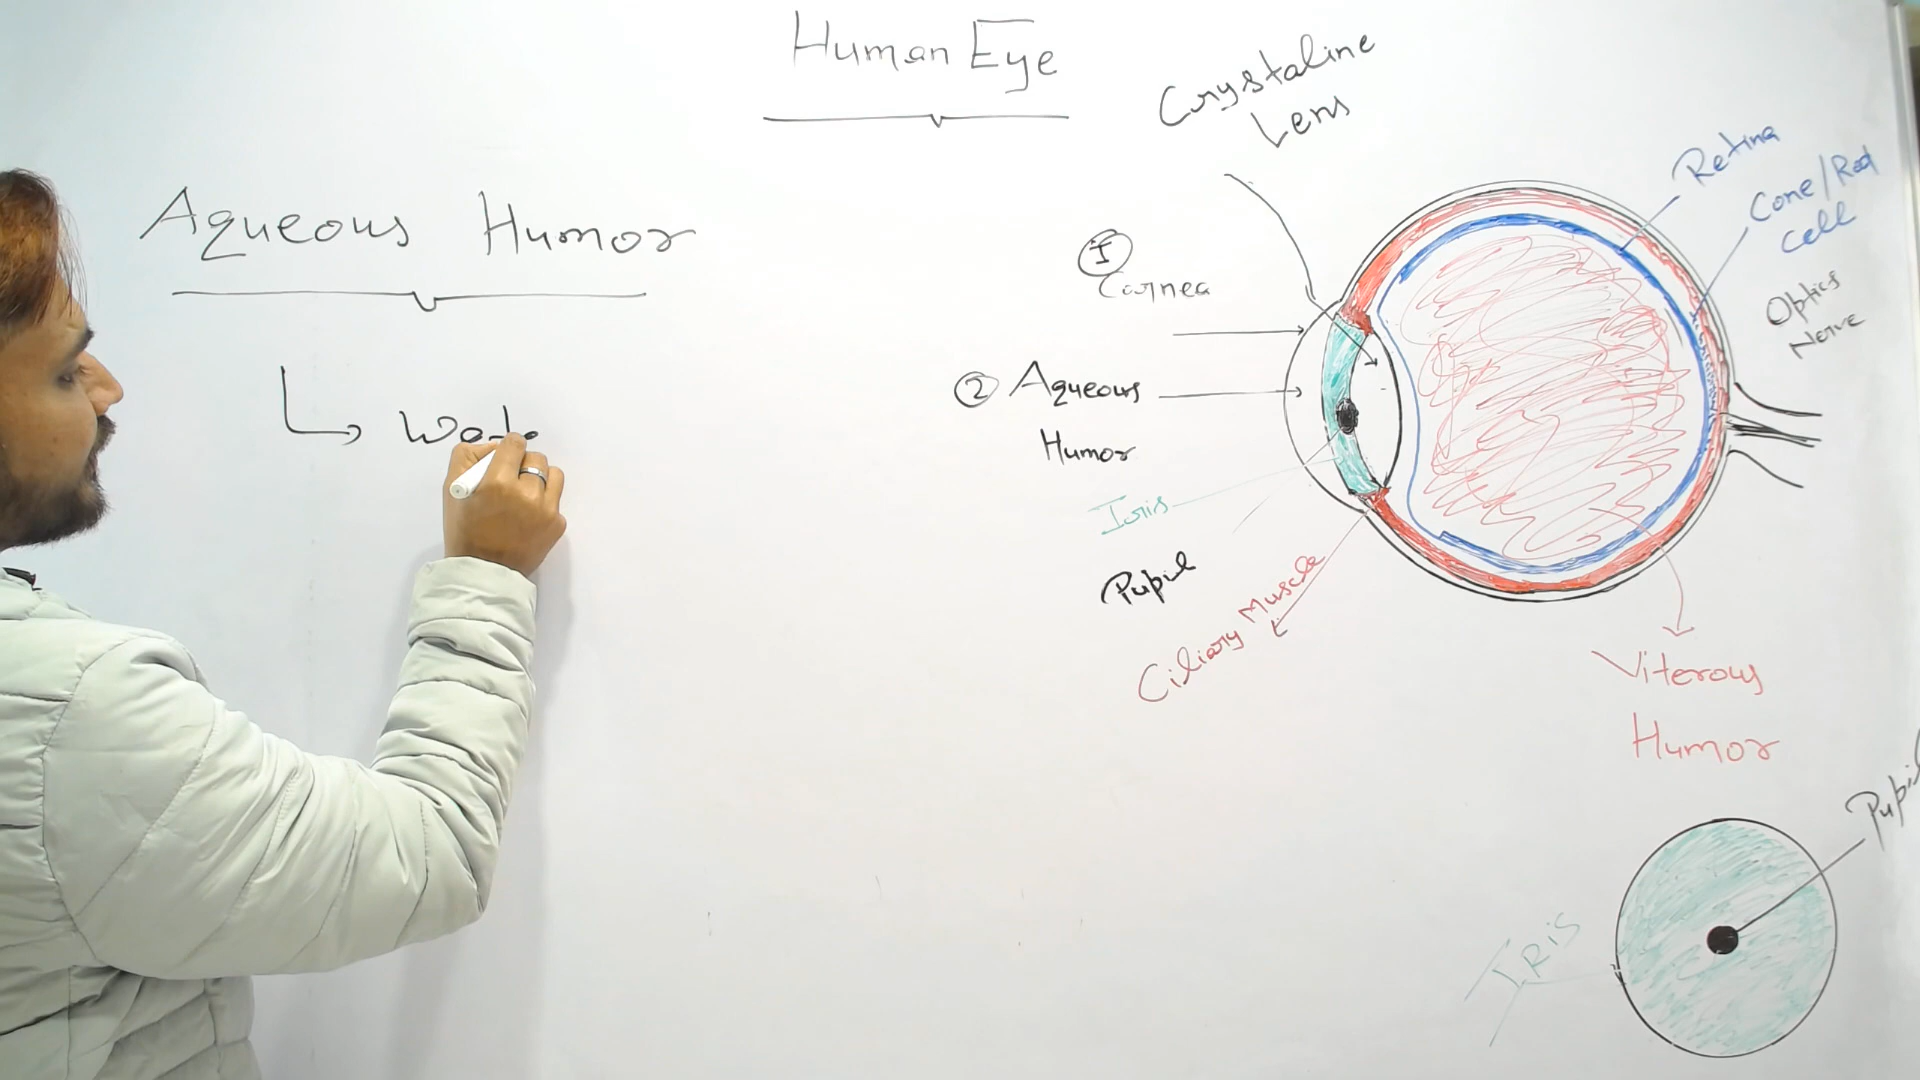 Human Eye
Crystaline
Lens
Aqueous Humor
Retina
Cone/Rod
Cell
Optics
Nerve
1
Cornea
2 Aqueous
Humor
Iris
Pupil
Ciliary Muscle
Viterous
Humor
Pupil
IRIS